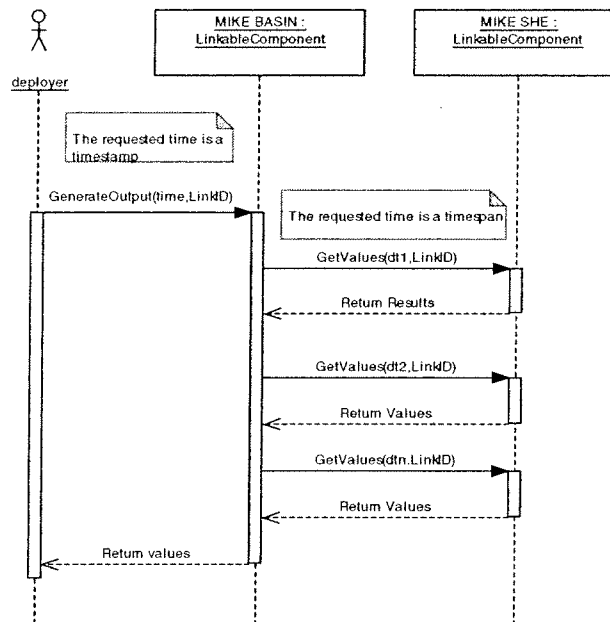 MIKE BASIN :
LinkableComponent
MIKE SHE :
LinkableComponent
deployer
The requested time is a
timestamp
GenerateOutput(time,LinkID)
The requested time is a timespan
GetValues(dt1,LinkID)
Return Results
GetValues(dt2,LinkID)
Return Values
GetValues(dtn.LinkID)
Return Values
Return values